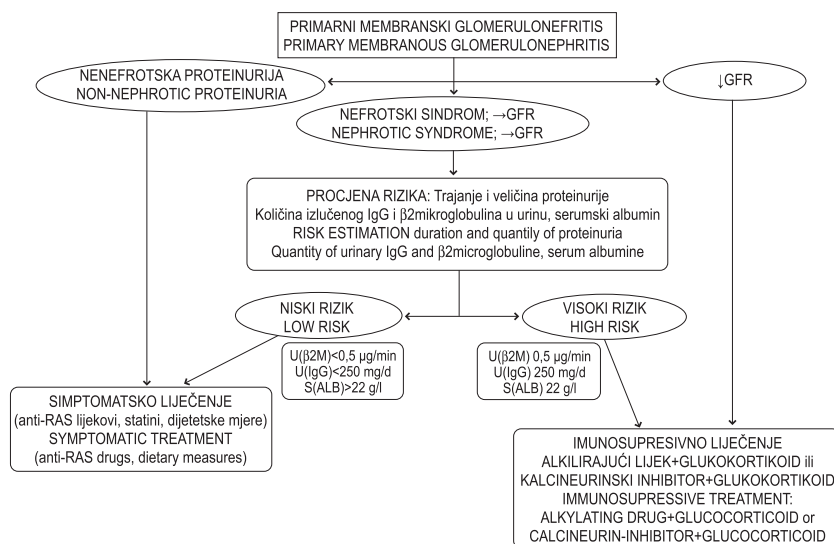 PRIMARNI MEMBRANSKI GLOMERULONEFRITIS
PRIMARY MEMBRANOUS GLOMERULONEPHRITIS
NENEFROTSKA PROTEINURIJA
NON-NEPHROTIC PROTEINURIA
↓GFR
NEFROTSKI SINDROM; →GFR
NEPHROTIC SYNDROME; →GFR
PROCJENA RIZIKA: Trajanje i veličina proteinurije
Količina izlučenog IgG i β2mikroglobulina u urinu, serumski albumin
RISK ESTIMATION duration and quantily of proteinuria
Quantity of urinary IgG and β2microglobuline, serum albumine
NISKI RIZIK
LOW RISK
VISOKI RIZIK
HIGH RISK
U(β2M)<0,5 µg/min
U(IgG)<250 mg/d
S(ALB)>22 g/l
U(β2M) 0,5 µg/min
U(IgG) 250 mg/d
S(ALB) 22 g/l
SIMPTOMATSKO LIJEČENJE
(anti-RAS lijekovi, statini, dijetetske mjere)
SYMPTOMATIC TREATMENT
(anti-RAS drugs, dietary measures)
IMUNOSUPRESIVNO LIJEČENJE
ALKILIRAJUĆI LIJEK+GLUKOKORTIKOID ili
KALCINEURINSKI INHIBITOR+GLUKOKORTIKOID
IMMUNOSUPRESSIVE TREATMENT:
ALKYLATING DRUG+GLUCOCORTICOID or
CALCINEURIN-INHIBITOR+GLUCOCORTICOID